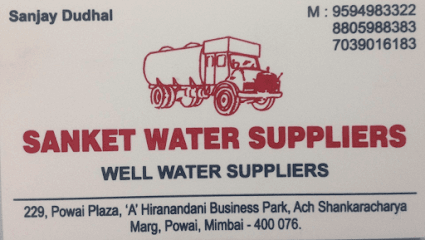 Sanjay Dudhal
M : 9594983322
8805988383
7039016183
SANKET WATER SUPPLIERS
WELL WATER SUPPLIERS
229, Powai Plaza, 'A' Hiranandani Business Park, Ach Shankaracharya
Marg, Powai, Mimbai - 400 076.